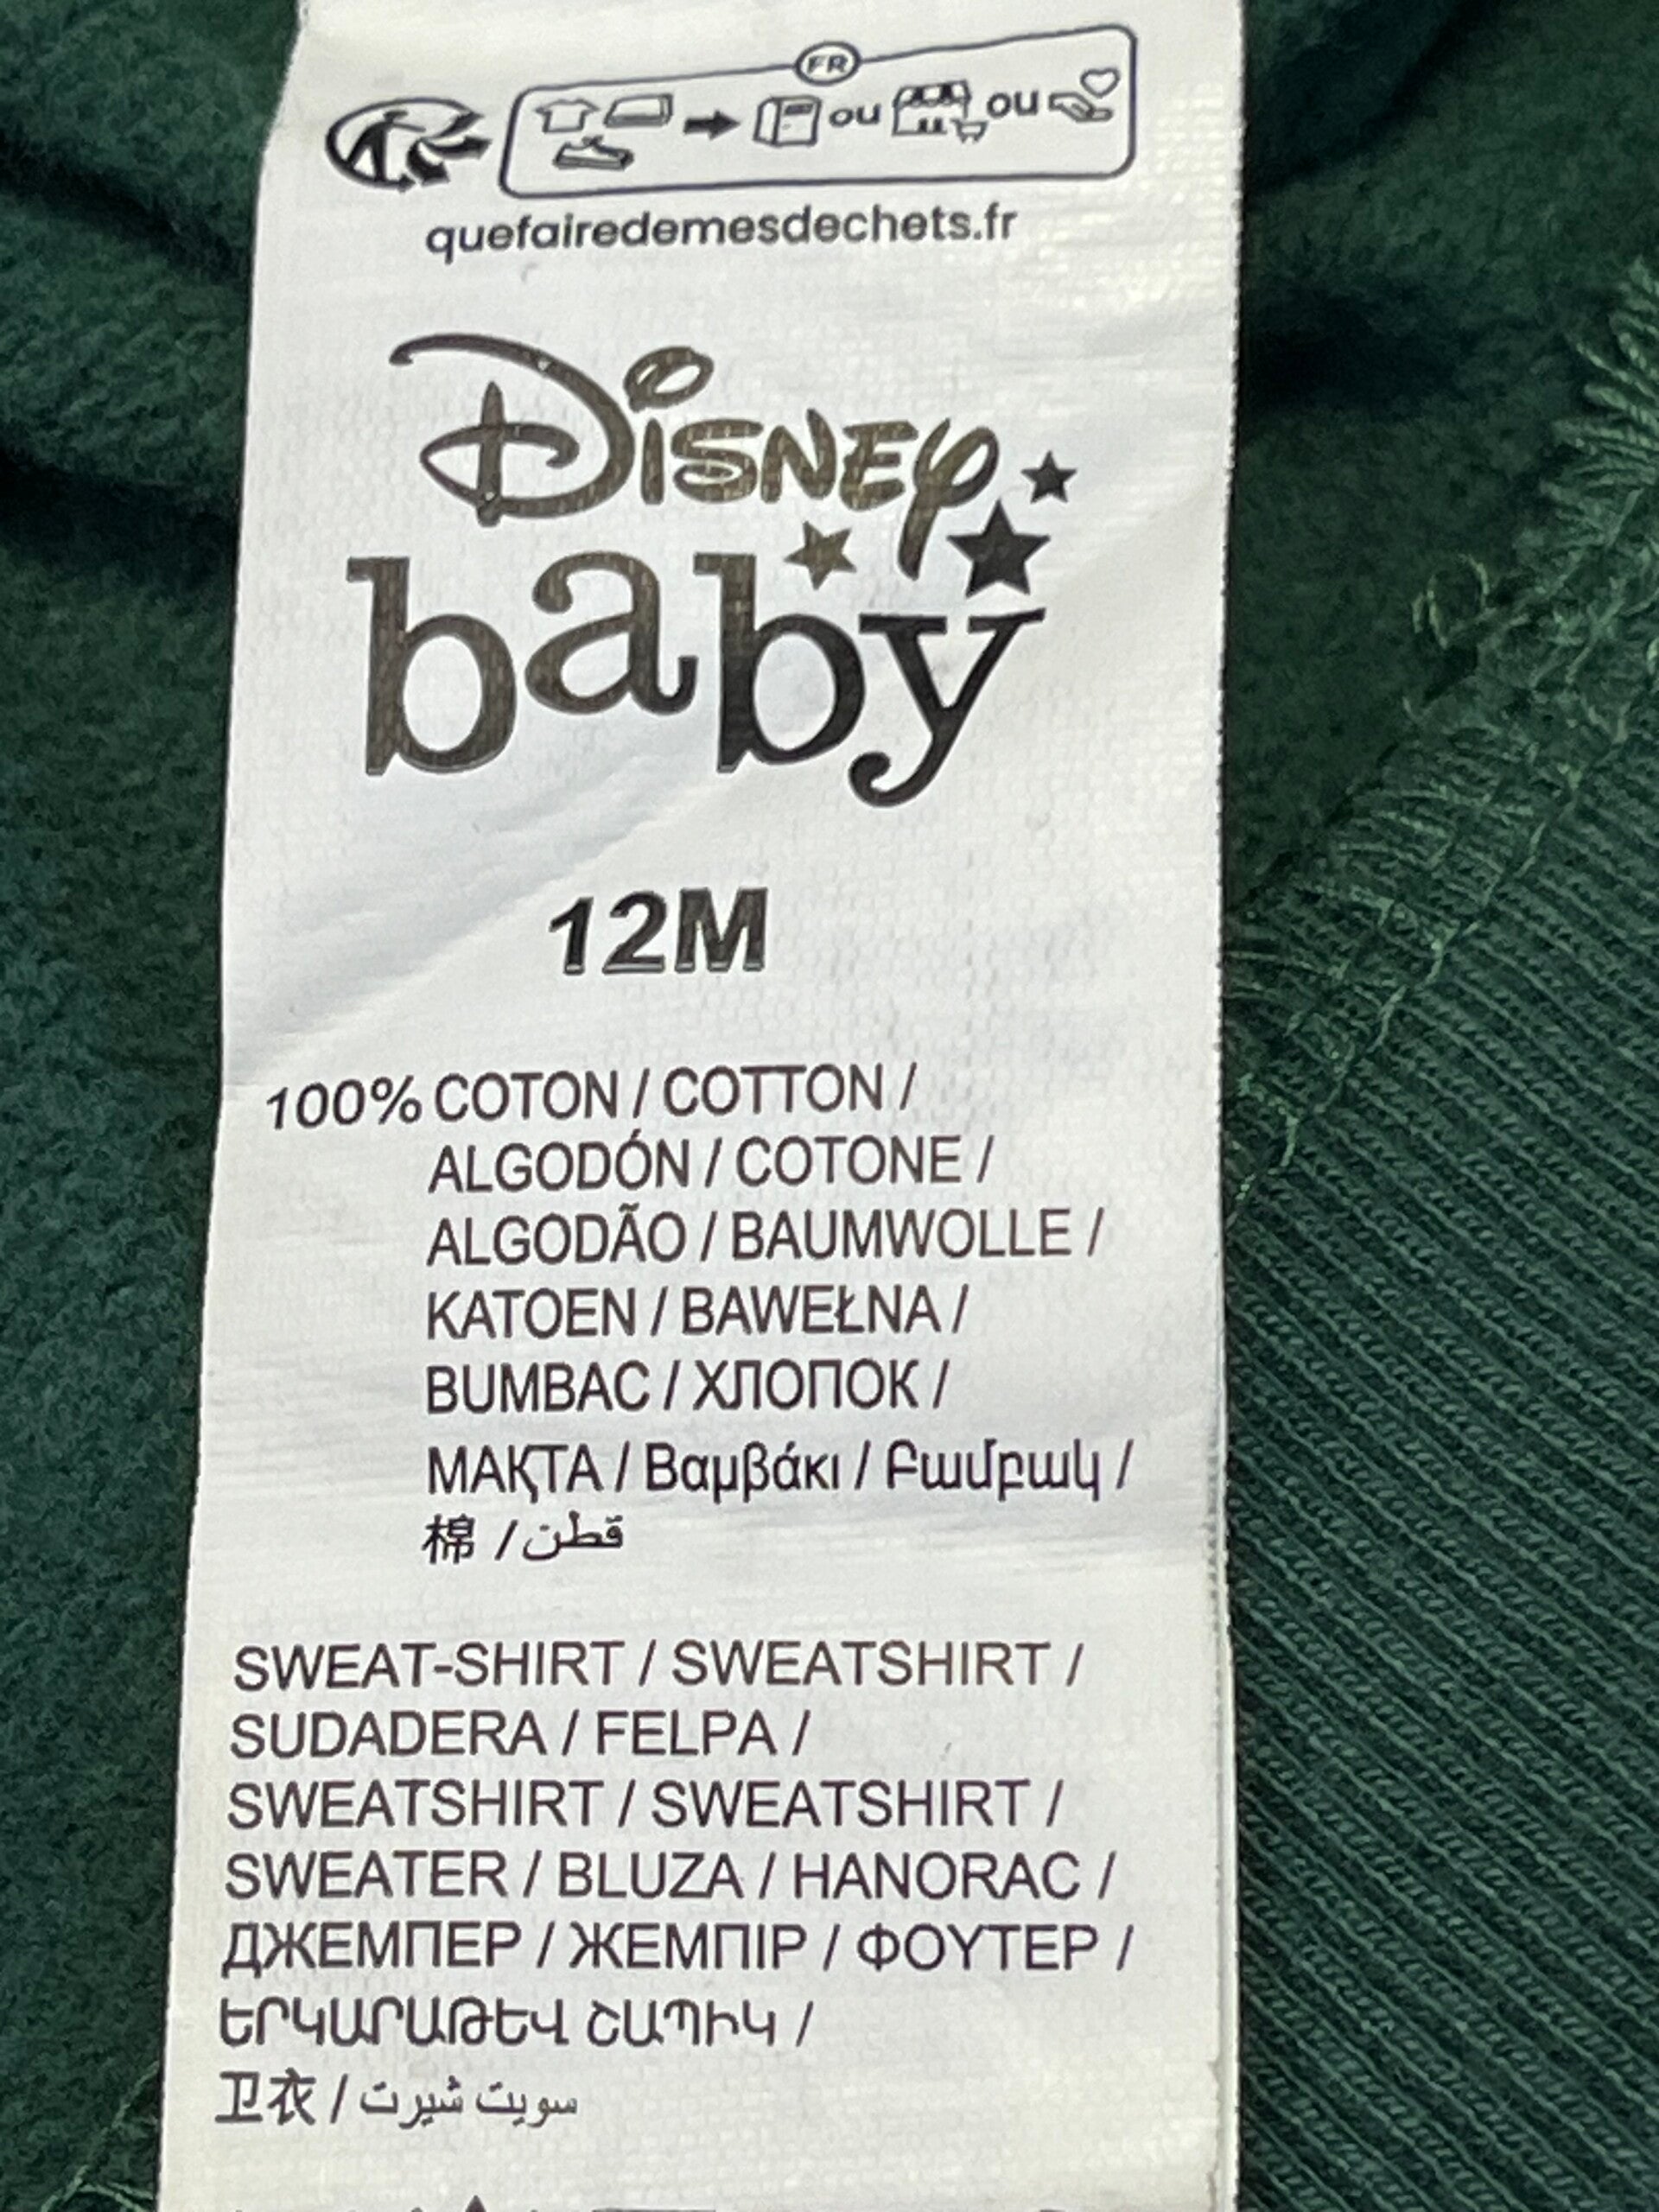 FR
ou ou
quefairedemesdechets.fr
Disney
baby
12M
100% COTON / COTTON /
ALGODÓN / COTONE /
ALGODÃO / BAUMWOLLE /
KATOEN / BAWEŁNA /
BUMBAC / ХЛОПОК /
МАҚТА / Βαμβάκι / Բամբակ /
棉 / قطن
SWEAT-SHIRT / SWEATSHIRT /
SUDADERA / FELPA /
SWEATSHIRT / SWEATSHIRT /
SWEATER / BLUZA / HANORAC /
ДЖЕМПЕР / ЖЕМПІР / ΦΟΥΤΕΡ /
ԵՐԿԱՐԱԹԵՎ ՇԱՊԻԿ /
卫衣 / سويت شيرت